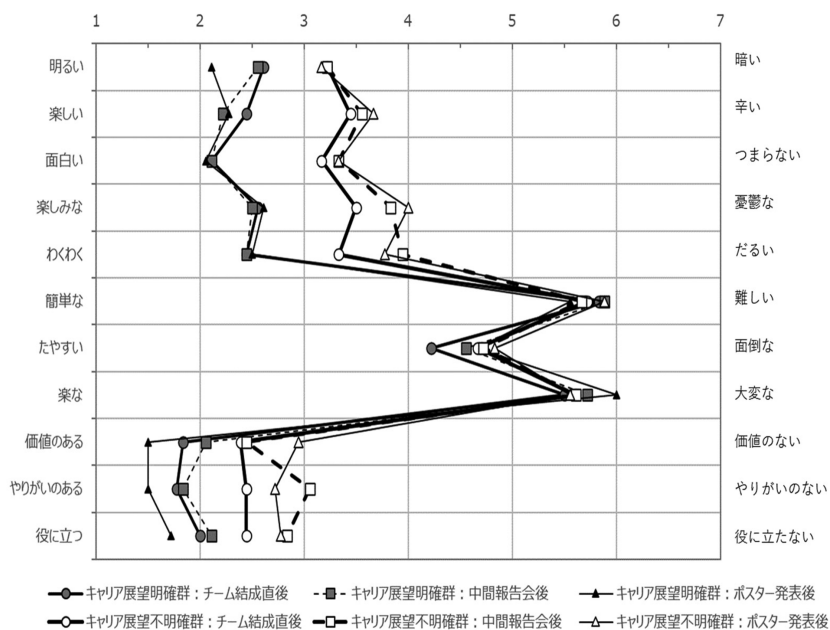 1 2 3 4 5 6 7
明るい 暗い
楽しい 辛い
面白い つまらない
楽しみな 憂鬱な
わくわく だるい
簡単な 難しい
たやすい 面倒な
楽な 大変な
価値のある 価値のない
やりがいのある やりがいのない
役に立つ 役に立たない
キャリア展望明確群：チーム結成直後 キャリア展望明確群：中間報告会後 キャリア展望明確群：ポスター発表後
キャリア展望不明確群：チーム結成直後 キャリア展望不明確群：中間報告会後 キャリア展望不明確群：ポスター発表後